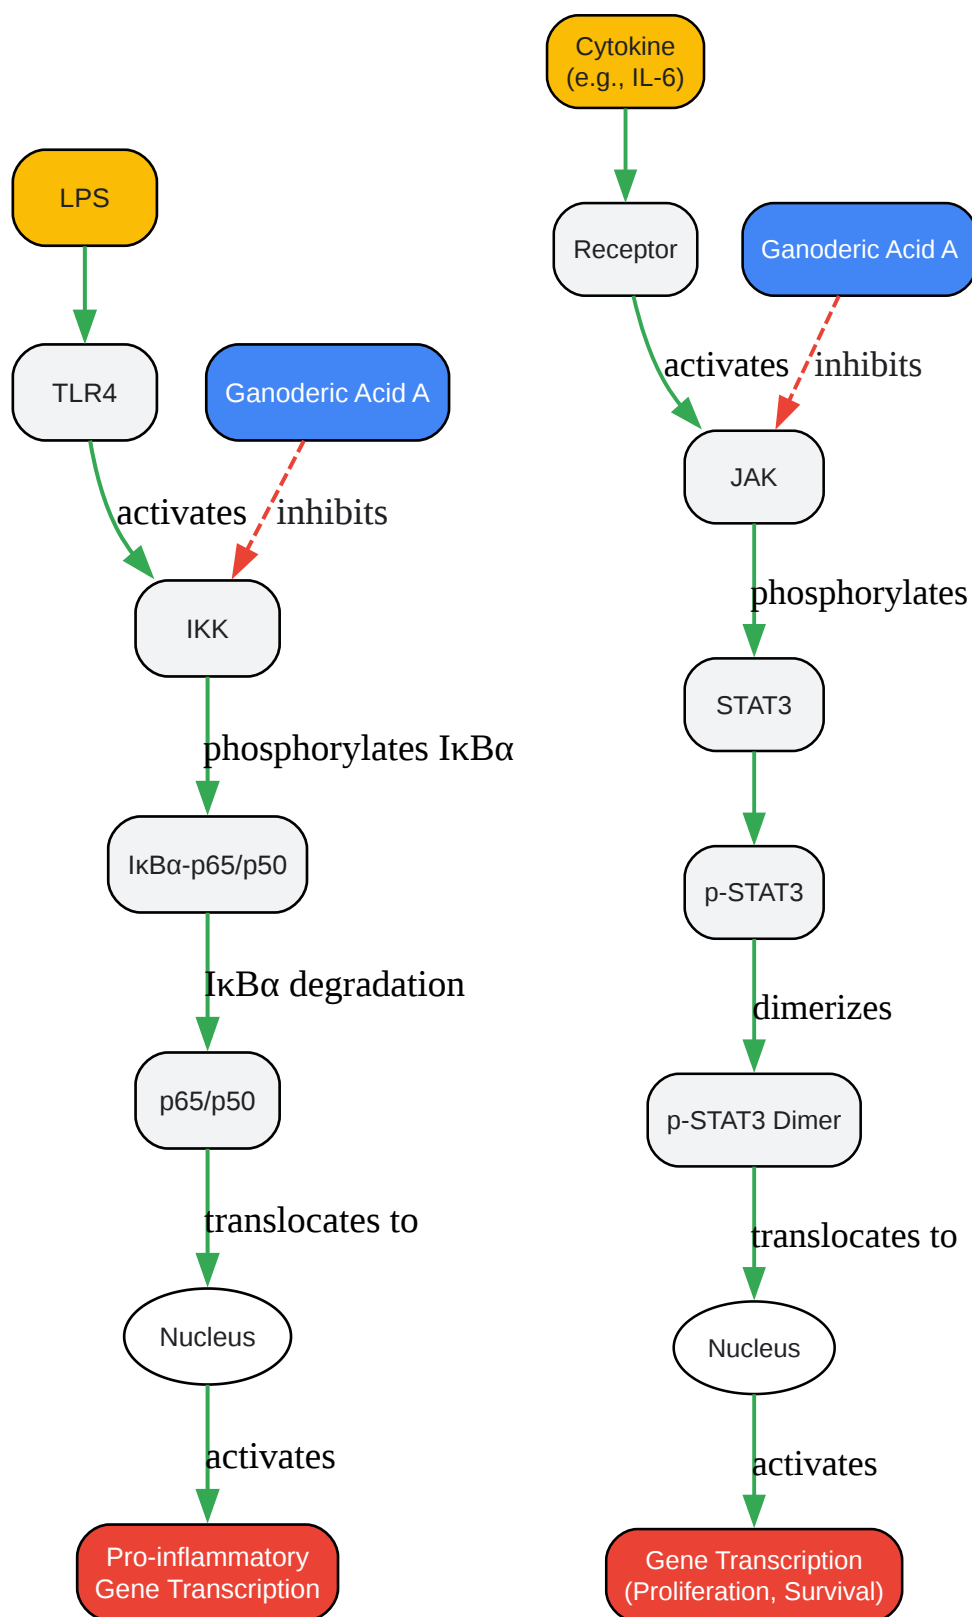 LPS
TLR4
Ganoderic Acid A
activates
inhibits
IKK
phosphorylates IκBα
IκBα-p65/p50
IκBα degradation
p65/p50
translocates to
Nucleus
activates
Pro-inflammatory
Gene Transcription
Cytokine
(e.g., IL-6)
Receptor
Ganoderic Acid A
activates
inhibits
JAK
phosphorylates
STAT3
p-STAT3
dimerizes
p-STAT3 Dimer
translocates to
Nucleus
activates
Gene Transcription
(Proliferation, Survival)